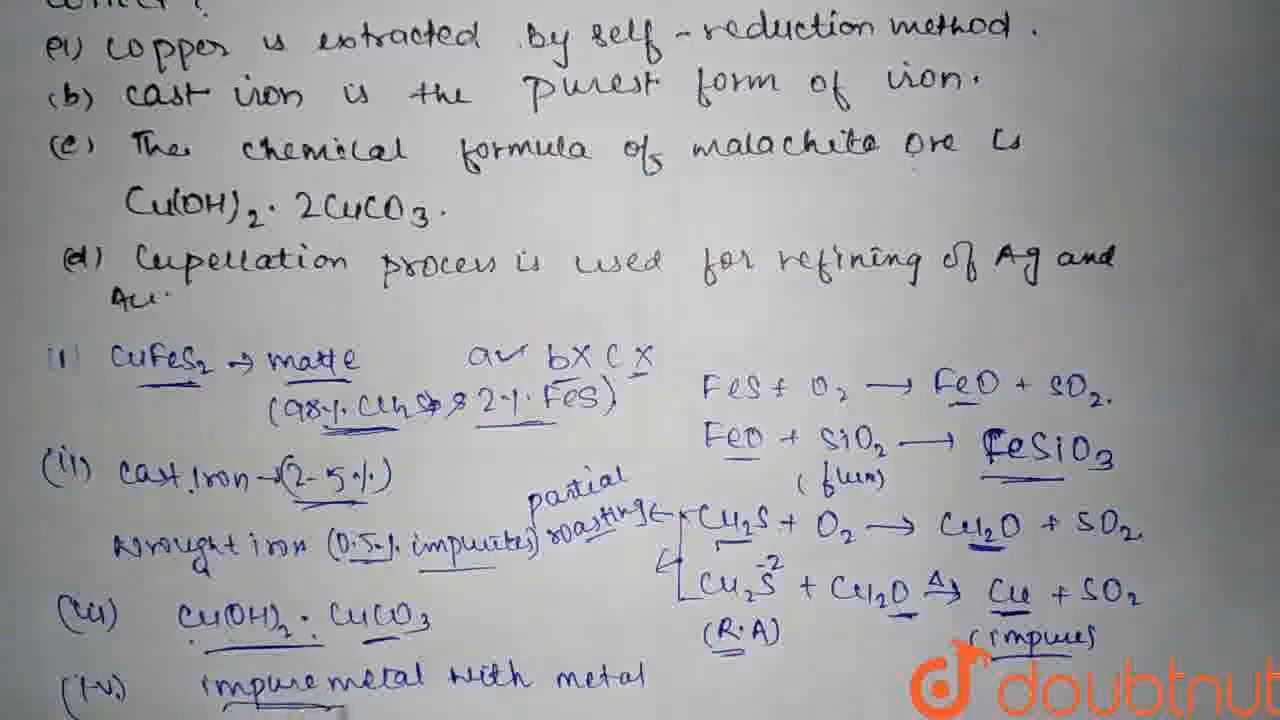 correct?
(a) copper is extracted by self-reduction method.
(b) cast iron is the purest form of iron.
(c) The chemical formula of malachite ore is
Cu(OH)2. 2CuCO3.
(d) Cupellation process is used for refining of Ag and
Au.
(i) CuFeS2 → matte a✓ b× c×
(98% Cu2S 2% FeS)
FeS + O2 → FeO + SO2.
FeO + SiO2 → FeSiO3
(flux)
(ii) cast iron → (2-5%)
wrought iron (0.5% impurites)
partial
roasting ← Cu2S + O2 → Cu2O + SO2.
Cu2S-2 + Cu2O Δ→ Cu + SO2
(R.A) (impure)
(iii) Cu(OH)2. CuCO3
(iv) impure metal with metal
doubtnut